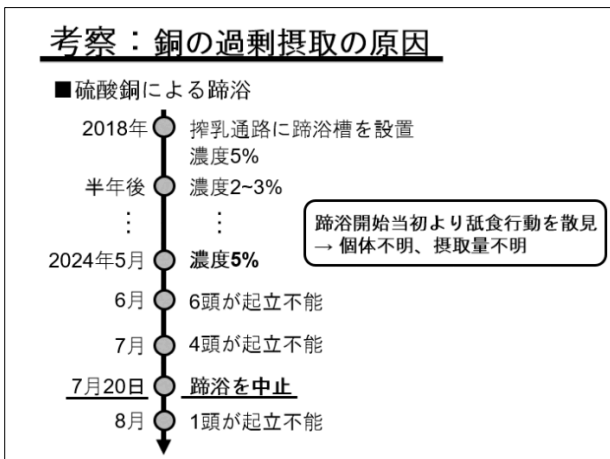 考察：銅の過剰摂取の原因
■硫酸銅による蹄浴
2018年 搾乳通路に蹄浴槽を設置
濃度5%
半年後 濃度2~3%
⋮ ⋮
蹄浴開始当初より舐食行動を散見
→ 個体不明、摂取量不明
2024年5月 濃度5%
6月 6頭が起立不能
7月 4頭が起立不能
7月20日 蹄浴を中止
8月 1頭が起立不能